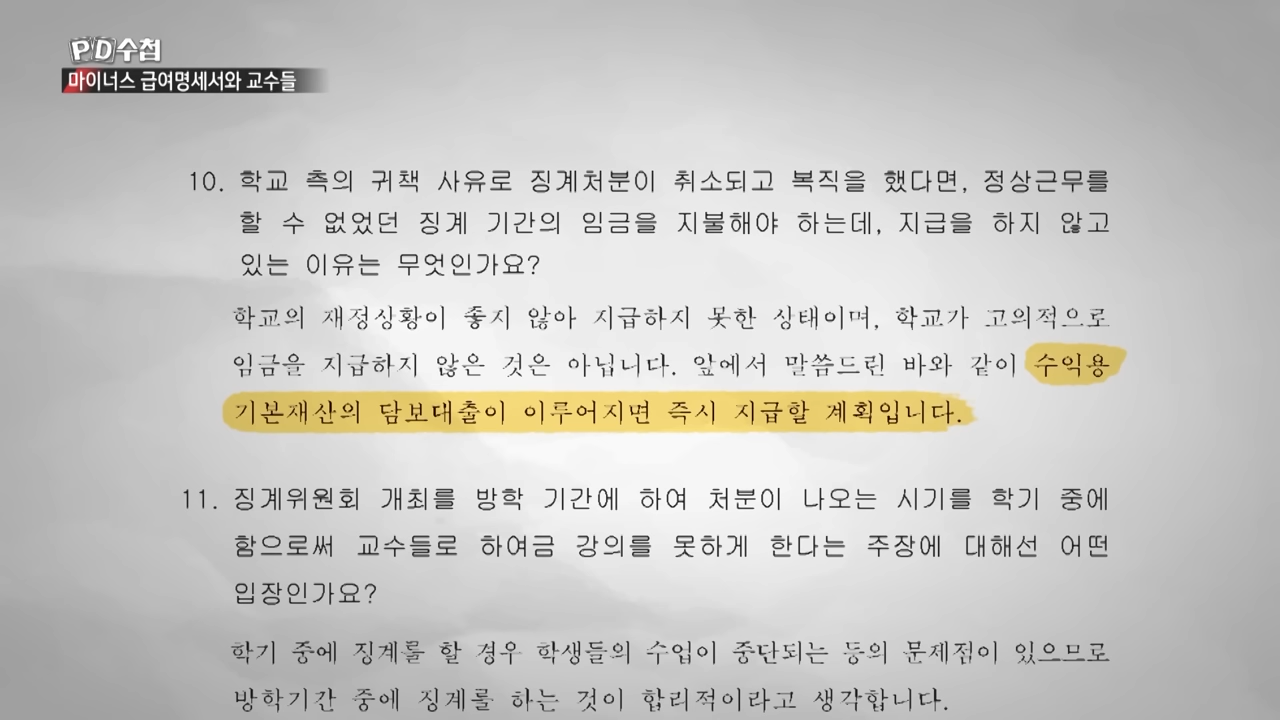 PD수첩
마이너스 급여명세서와 교수들
10. 학교 측의 귀책 사유로 징계처분이 취소되고 복직을 했다면, 정상근무를
할 수 없었던 징계 기간의 임금을 지불해야 하는데, 지급을 하지 않고
있는 이유는 무엇인가요?
학교의 재정상황이 좋지 않아 지급하지 못한 상태이며, 학교가 고의적으로
임금을 지급하지 않은 것은 아닙니다. 앞에서 말씀드린 바와 같이 수익용
기본재산의 담보대출이 이루어지면 즉시 지급할 계획입니다.
11. 징계위원회 개최를 방학 기간에 하여 처분이 나오는 시기를 학기 중에
함으로써 교수들로 하여금 강의를 못하게 한다는 주장에 대해선 어떤
입장인가요?
학기 중에 징계를 할 경우 학생들의 수입이 중단되는 등의 문제점이 있으므로
방학기간 중에 징계를 하는 것이 합리적이라고 생각합니다.